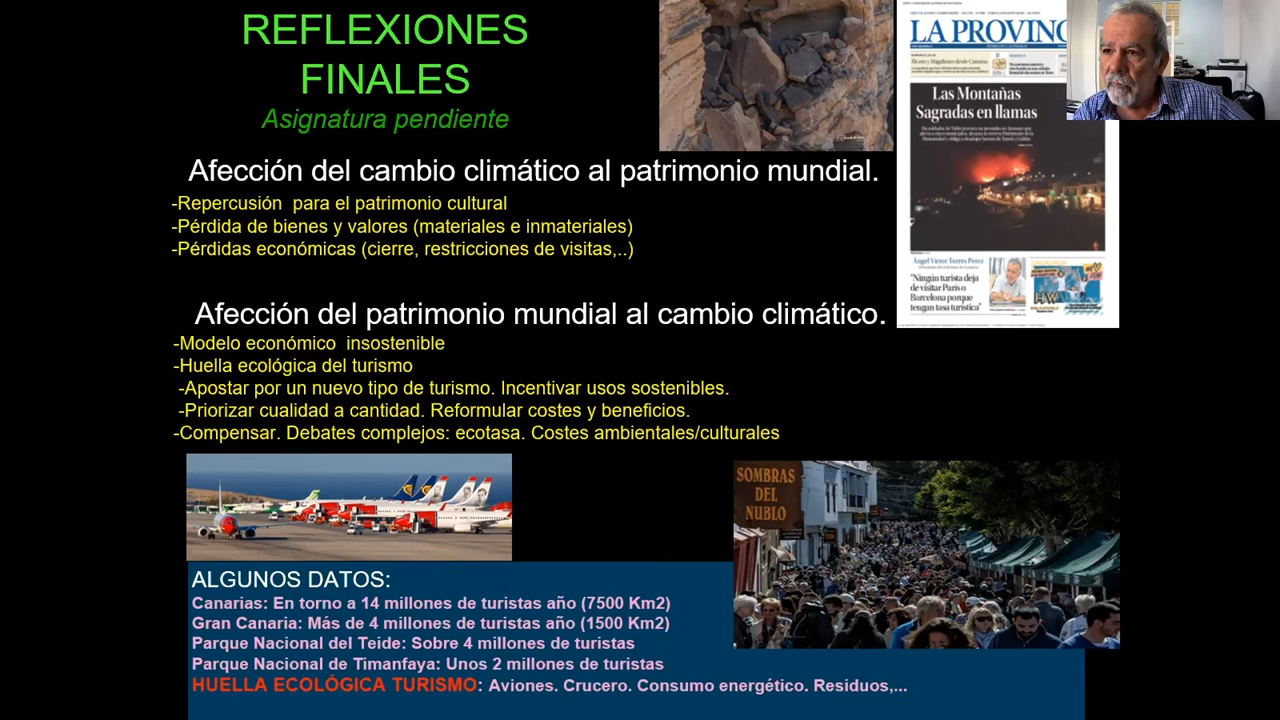 REFLEXIONES
FINALES
Asignatura pendiente
Afección del cambio climático al patrimonio mundial.
-Repercusión para el patrimonio cultural
-Pérdida de bienes y valores (materiales e inmateriales)
-Pérdidas económicas (cierre, restricciones de visitas,..)
Afección del patrimonio mundial al cambio climático.
-Modelo económico insostenible
-Huella ecológica del turismo
-Apostar por un nuevo tipo de turismo. Incentivar usos sostenibles.
-Priorizar cualidad a cantidad. Reformular costes y beneficios.
-Compensar. Debates complejos: ecotasa. Costes ambientales/culturales
LA PROVINC
Las Montañas
Sagradas en llamas
Ángel Víctor Torres Pérez
"Ningún turista deja
de visitar París o
Barcelona porque
tengan tasa turística"
SOMBRAS
DEL
NUBLO
ALGUNOS DATOS:
Canarias: En torno a 14 millones de turistas año (7500 Km2)
Gran Canaria: Más de 4 millones de turistas año (1500 Km2)
Parque Nacional del Teide: Sobre 4 millones de turistas
Parque Nacional de Timanfaya: Unos 2 millones de turistas
HUELLA ECOLÓGICA TURISMO: Aviones. Crucero. Consumo energético. Residuos,...